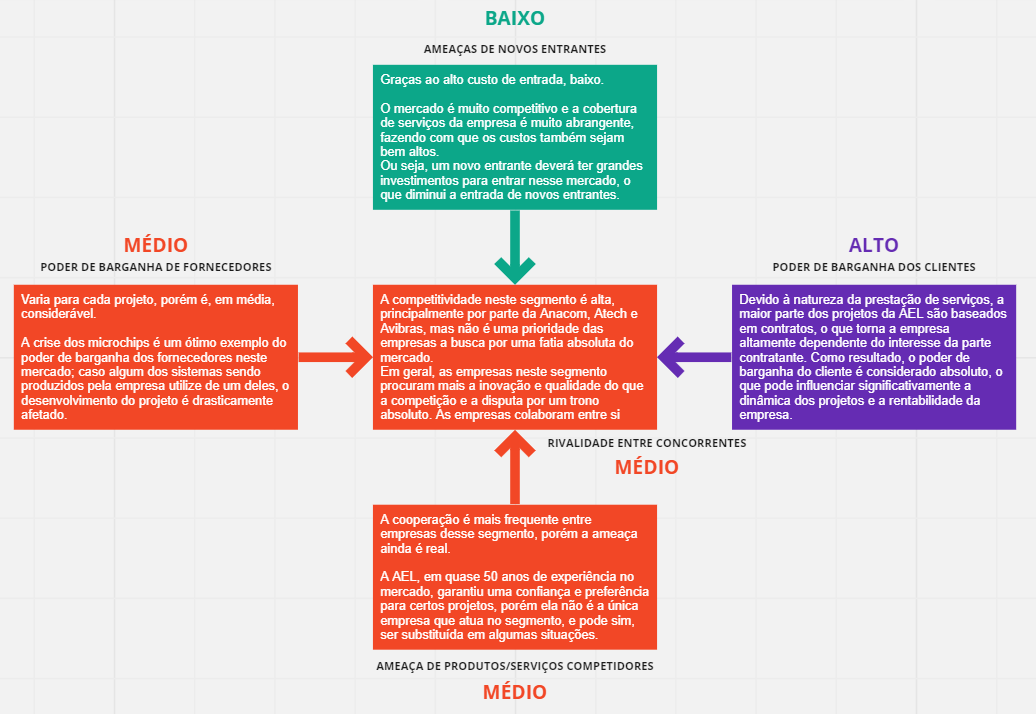 BAIXO
AMEAÇAS DE NOVOS ENTRANTES
Graças ao alto custo de entrada, baixo.
O mercado é muito competitivo e a cobertura
de serviços da empresa é muito abrangente,
fazendo com que os custos também sejam
bem altos.
Ou seja, um novo entrante deverá ter grandes
investimentos para entrar nesse mercado, o
que diminui a entrada de novos entrantes.
MÉDIO
PODER DE BARGANHA DE FORNECEDORES
Varia para cada projeto, porém é, em média,
considerável.
A crise dos microchips é um ótimo exemplo do
poder de barganha dos fornecedores neste
mercado; caso algum dos sistemas sendo
produzidos pela empresa utilize de um deles, o
desenvolvimento do projeto é drasticamente
afetado.
A competitividade neste segmento é alta,
principalmente por parte da Anacom, Atech e
Avibras, mas não é uma prioridade das
empresas a busca por uma fatia absoluta do
mercado.
Em geral, as empresas neste segmento
procuram mais a inovação e qualidade do que
a competição e a disputa por um trono
absoluto. As empresas colaboram entre si
ALTO
PODER DE BARGANHA DOS CLIENTES
Devido à natureza da prestação de serviços, a
maior parte dos projetos da AEL são baseados
em contratos, o que torna a empresa
altamente dependente do interesse da parte
contratante. Como resultado, o poder de
barganha do cliente é considerado absoluto, o
que pode influenciar significativamente a
dinâmica dos projetos e a rentabilidade da
empresa.
RIVALIDADE ENTRE CONCORRENTES
MÉDIO
A cooperação é mais frequente entre
empresas desse segmento, porém a ameaça
ainda é real.
A AEL, em quase 50 anos de experiência no
mercado, garantiu uma confiança e preferência
para certos projetos, porém ela não é a única
empresa que atua no segmento, e pode sim,
ser substituída em algumas situações.
AMEAÇA DE PRODUTOS/SERVIÇOS COMPETIDORES
MÉDIO